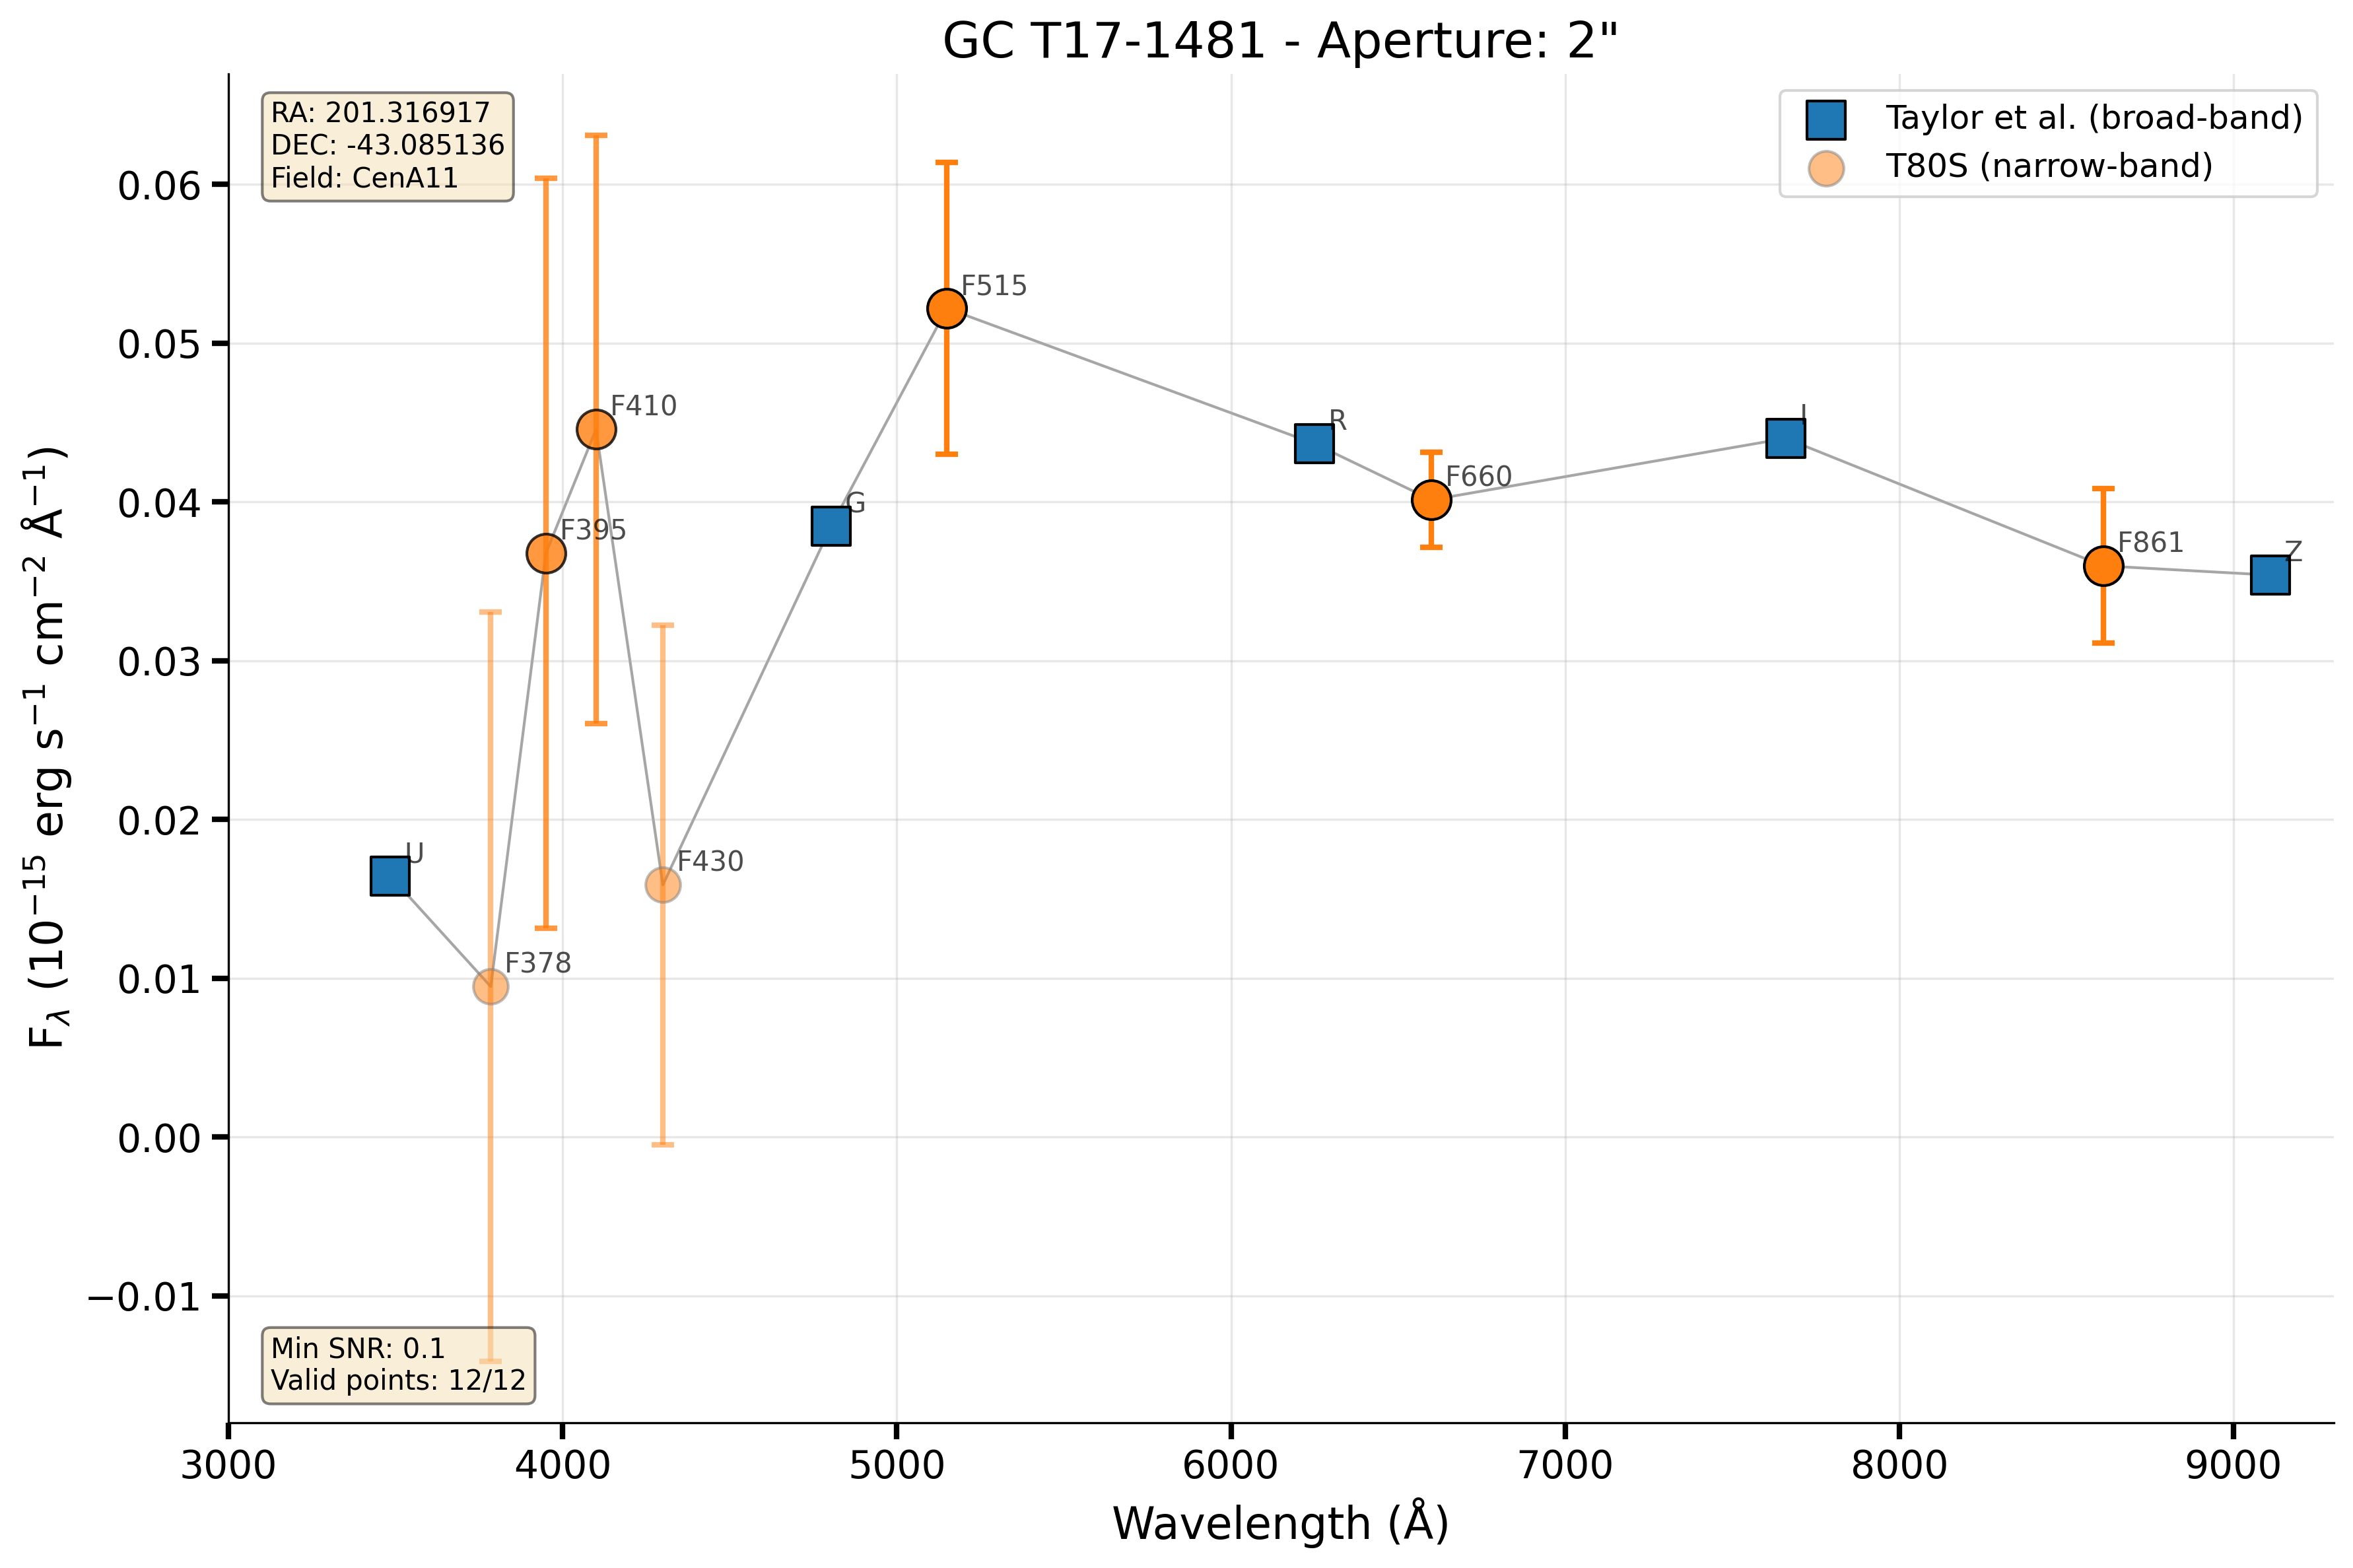 GC T17-1481 - Aperture: 2"
RA: 201.316917
DEC: -43.085136
Field: CenA11
Taylor et al. (broad-band)
T80S (narrow-band)
F_λ (10⁻¹⁵ erg s⁻¹ cm⁻² Å⁻¹)
0.06
0.05
0.04
0.03
0.02
0.01
0.00
−0.01
U
F378
F395
F410
F430
G
F515
R
F660
I
F861
Z
Min SNR: 0.1
Valid points: 12/12
3000 4000 5000 6000 7000 8000 9000
Wavelength (Å)